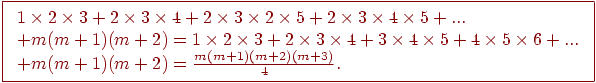 1 × 2 × 3 + 2 × 3 × 4 + 2 × 3 × 2 × 5 + 2 × 3 × 4 × 5 + ...
+m(m + 1)(m + 2) = 1 × 2 × 3 + 2 × 3 × 4 + 3 × 4 × 5 + 4 × 5 × 6 + ...
+m(m + 1)(m + 2) = \frac{m(m+1)(m+2)(m+3)}{4}.